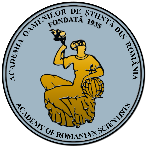 ACADEMIA OAMENILOR DE ȘTIINȚĂ DIN ROMÂNIA
FONDATĂ 1935
ACADEMY OF ROMANIAN SCIENTISTS